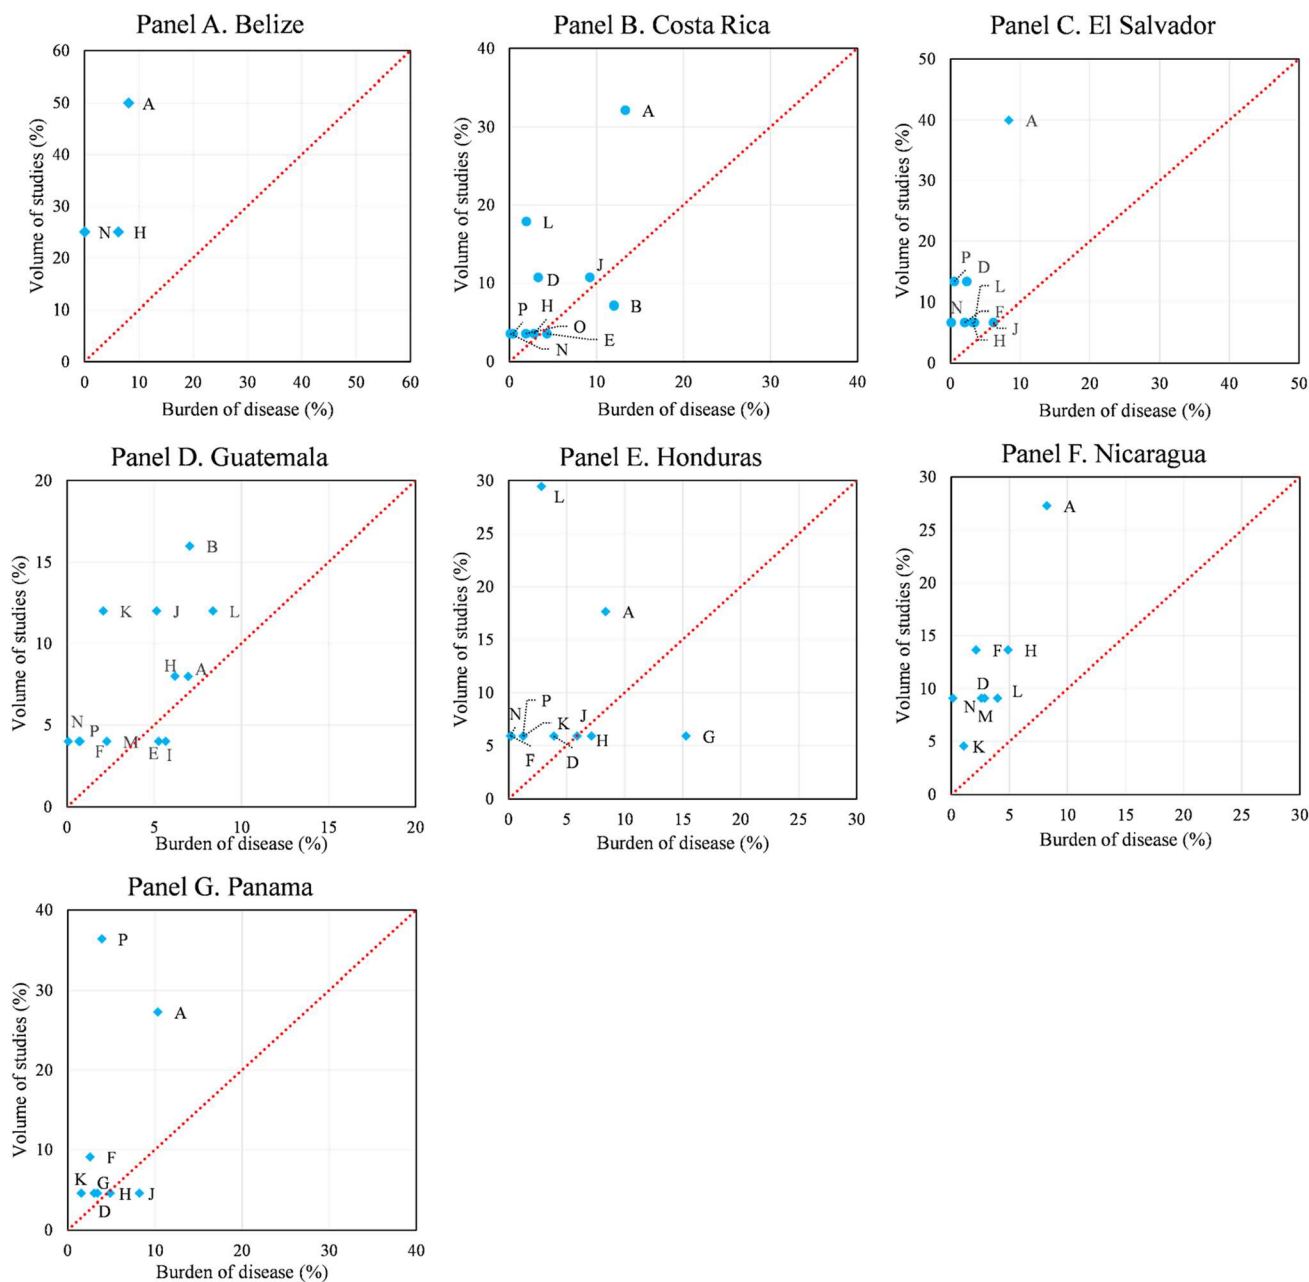 Panel A. Belize
Volume of studies (%)
60
50
40
30
20
10
0
A
N
H
0 10 20 30 40 50 60
Burden of disease (%)
Panel B. Costa Rica
Volume of studies (%)
40
30
20
10
0
A
L
J
D
B
P
H
O
N
E
0 10 20 30 40
Burden of disease (%)
Panel C. El Salvador
Volume of studies (%)
50
40
30
20
10
0
A
P
D
L
N
F
J
H
0 10 20 30 40 50
Burden of disease (%)
Panel D. Guatemala
Volume of studies (%)
20
15
10
5
0
B
K
J
L
H
A
N
P
F
M
E
I
0 5 10 15 20
Burden of disease (%)
Panel E. Honduras
Volume of studies (%)
30
25
20
15
10
5
0
L
A
P
N
K
J
H
G
F
D
0 5 10 15 20 25 30
Burden of disease (%)
Panel F. Nicaragua
Volume of studies (%)
30
25
20
15
10
5
0
A
F
H
D
L
N
M
K
0 5 10 15 20 25 30
Burden of disease (%)
Panel G. Panama
Volume of studies (%)
40
30
20
10
0
P
A
F
K
G
H
J
D
0 10 20 30 40
Burden of disease (%)